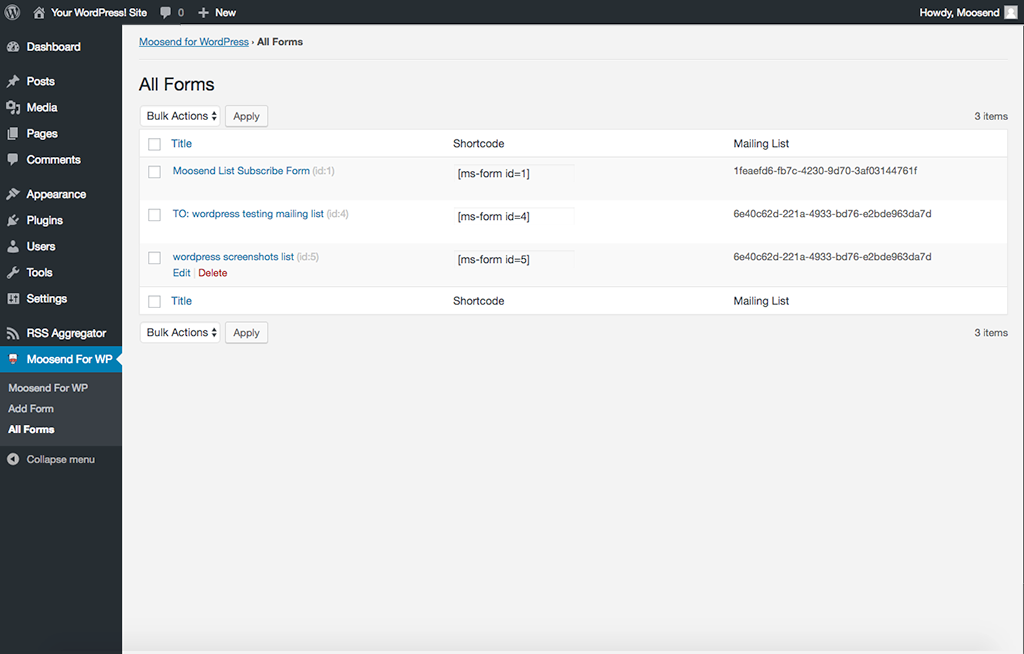 Your WordPress! Site 0 New Howdy, Moosend
Dashboard
Posts
Media
Pages
Comments
Appearance
Plugins
Users
Tools
Settings
RSS Aggregator
Moosend For WP
Moosend For WP
Add Form
All Forms
Collapse menu
Moosend for WordPress › All Forms
All Forms
Bulk Actions Apply 3 items
Title Shortcode Mailing List
Moosend List Subscribe Form (id:1) [ms-form id=1] 1feaefd6-fb7c-4230-9d70-3af03144761f
TO: wordpress testing mailing list (id:4) [ms-form id=4] 6e40c62d-221a-4933-bd76-e2bde963da7d
wordpress screenshots list (id:5) [ms-form id=5] 6e40c62d-221a-4933-bd76-e2bde963da7d
Edit | Delete
Title Shortcode Mailing List
Bulk Actions Apply 3 items